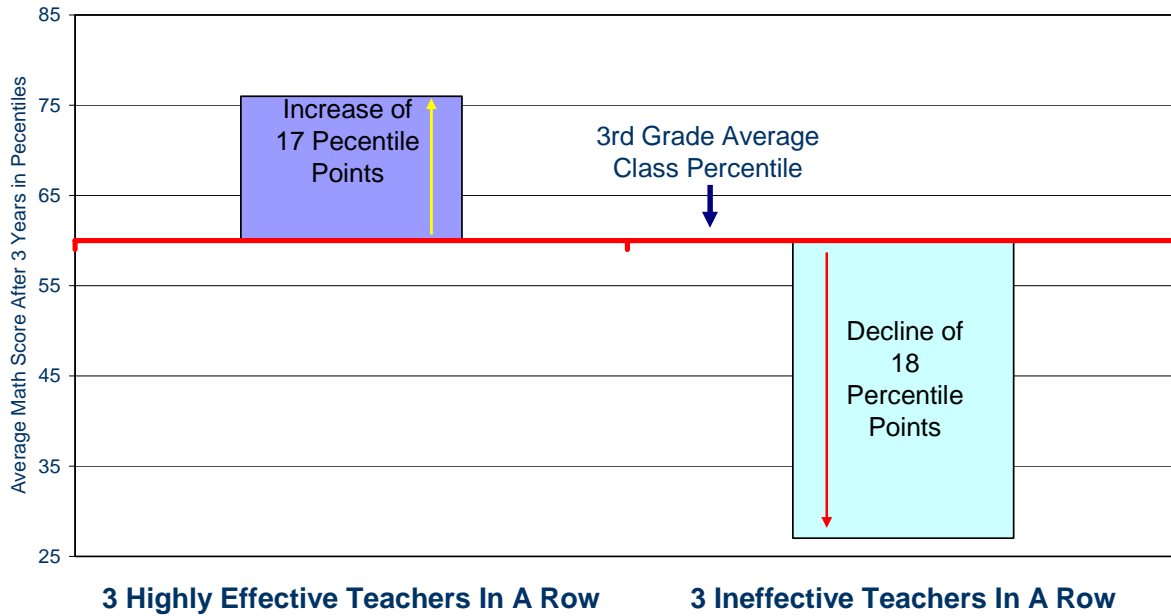 85
75
65
55
45
35
25
Average Math Score After 3 Years in Pecentiles
Increase of
17 Pecentile
Points
3rd Grade Average
Class Percentile
Decline of
18
Percentile
Points
3 Highly Effective Teachers In A Row
3 Ineffective Teachers In A Row